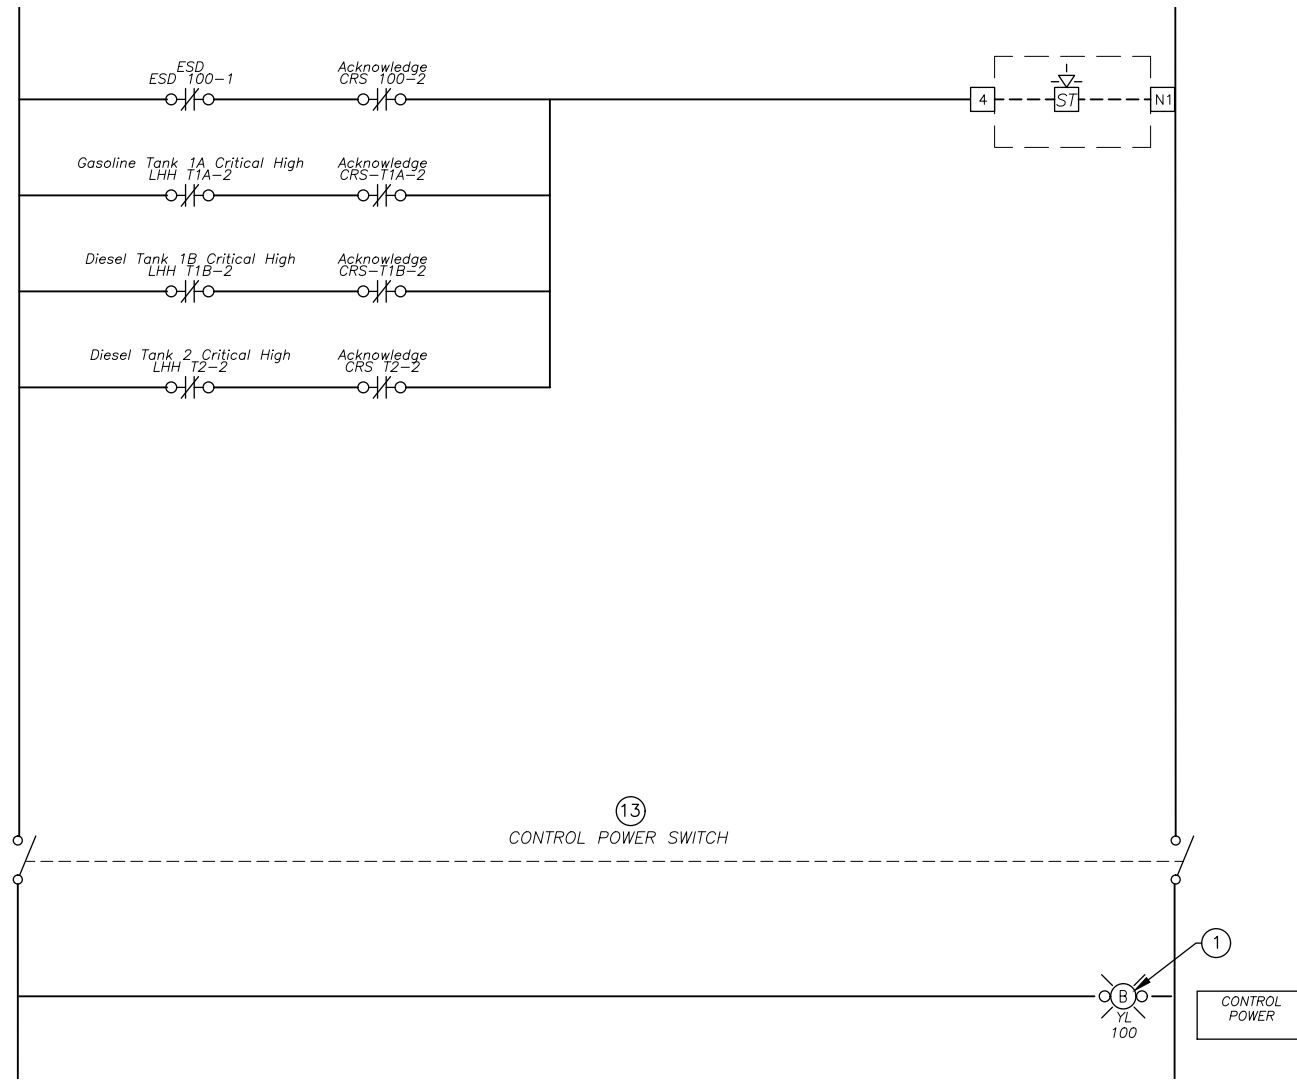 ESD
ESD 100-1
Acknowledge
CRS 100-2
4
ST
N1
Gasoline Tank 1A Critical High
LHH T1A-2
Acknowledge
CRS-T1A-2
Diesel Tank 1B Critical High
LHH T1B-2
Acknowledge
CRS-T1B-2
Diesel Tank 2 Critical High
LHH T2-2
Acknowledge
CRS T2-2
13
CONTROL POWER SWITCH
1
B
YL
100
CONTROL
POWER